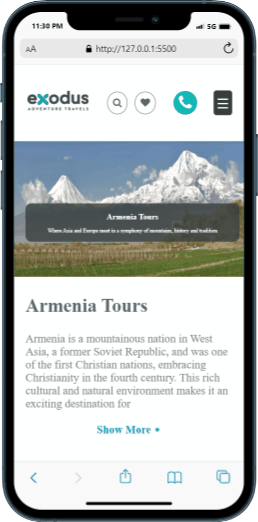 11:30 PM
5G
AA
http://127.0.0.1:5500
exodus
ADVENTURE TRAVELS
Armenia Tours
Where Asia and Europe meet in a symphony of mountains, history and tradition
Armenia Tours
Armenia is a mountainous nation in West
Asia, a former Soviet Republic, and was one
of the first Christian nations, embracing
Christianity in the fourth century. This rich
cultural and natural environment makes it an
exciting destination for
Show More •